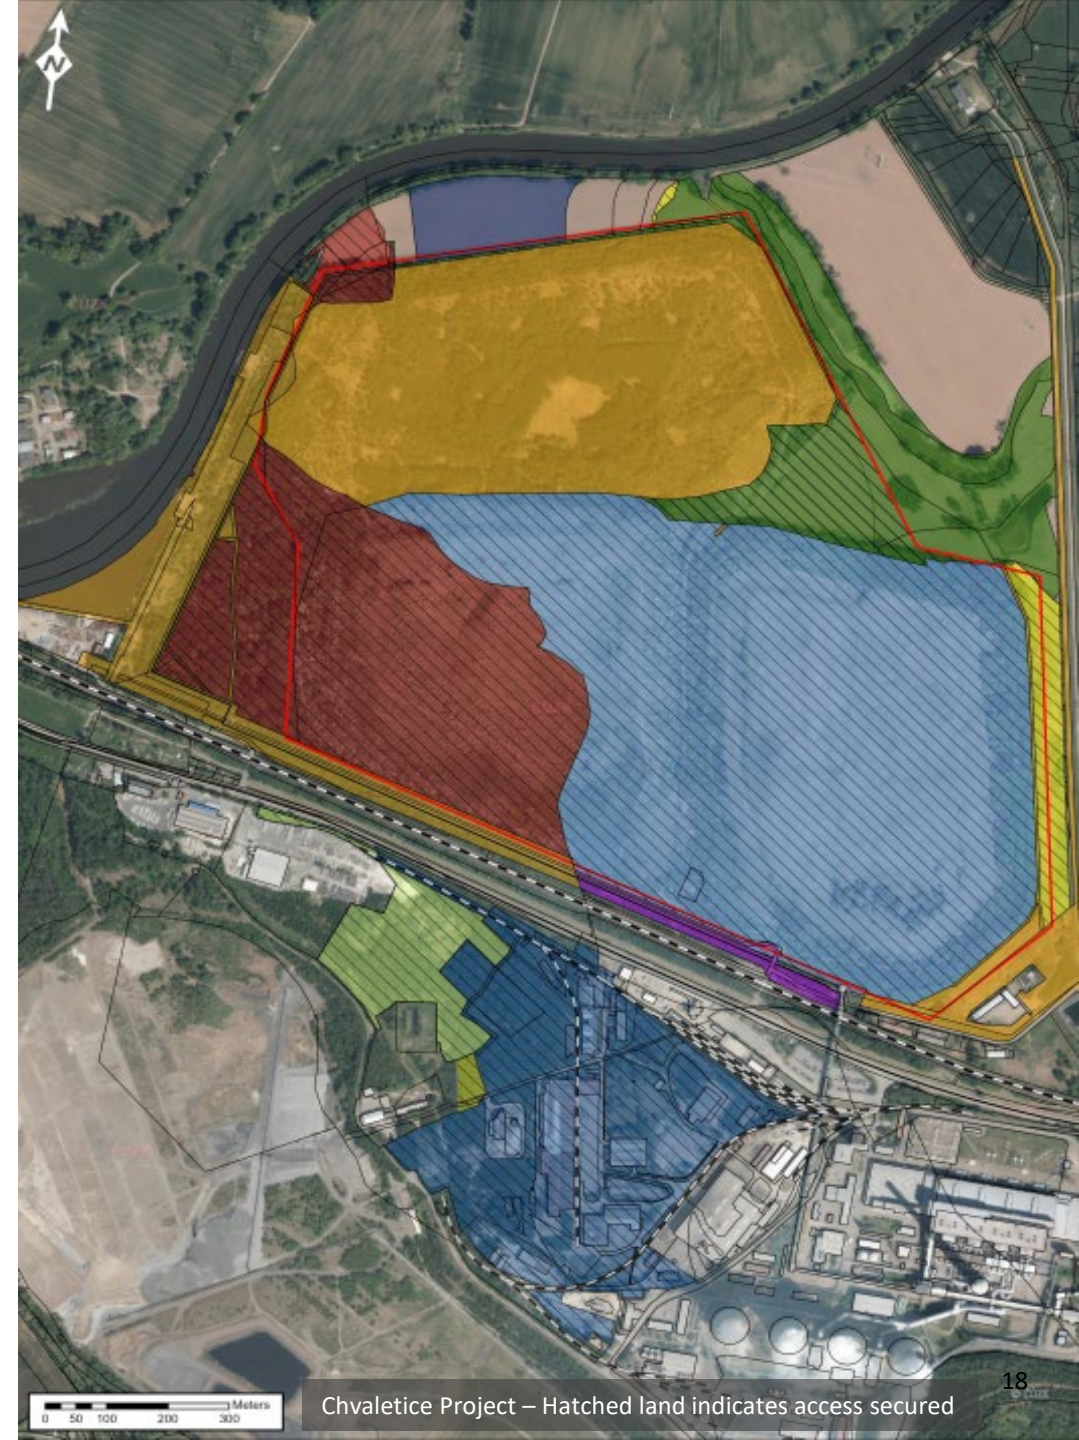 N
18
Meters
0 50 100 200 300
Chvaletice Project – Hatched land indicates access secured